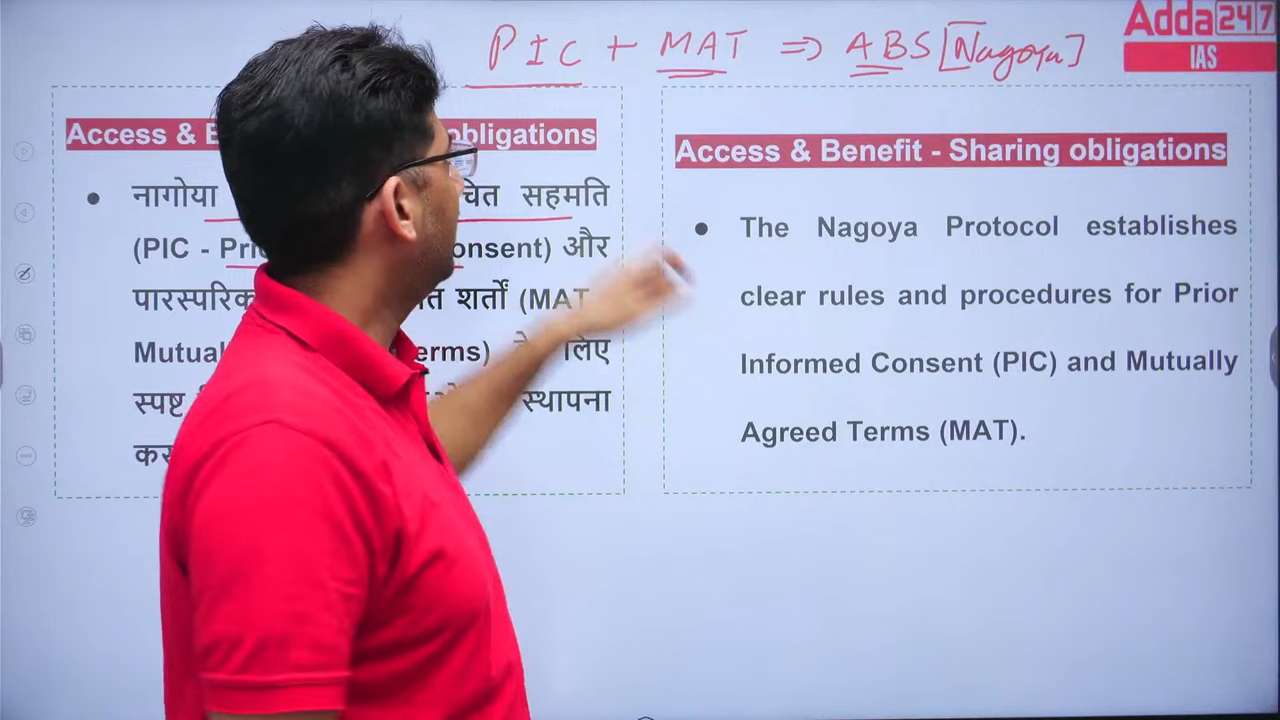 PIC + MAT ⇒ ABS [Nagoya]
Adda247
IAS
Access & B obligations
नागोया चित सहमति
(PIC - Pric onsent) और
पारस्परिक त शर्तों (MAT
Mutual erms) लिए
स्पष्ट स्थापना
कर
Access & Benefit - Sharing obligations
The Nagoya Protocol establishes
clear rules and procedures for Prior
Informed Consent (PIC) and Mutually
Agreed Terms (MAT).